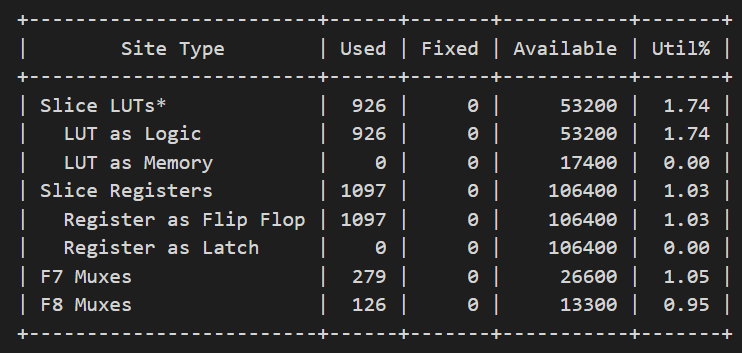 +-------------------------+------+-------+-----------+-------+
|        Site Type        | Used | Fixed | Available | Util% |
+-------------------------+------+-------+-----------+-------+
| Slice LUTs*             |  926 |     0 |     53200 |  1.74 |
|   LUT as Logic          |  926 |     0 |     53200 |  1.74 |
|   LUT as Memory         |    0 |     0 |     17400 |  0.00 |
| Slice Registers         | 1097 |     0 |    106400 |  1.03 |
|   Register as Flip Flop | 1097 |     0 |    106400 |  1.03 |
|   Register as Latch     |    0 |     0 |    106400 |  0.00 |
| F7 Muxes                |  279 |     0 |     26600 |  1.05 |
| F8 Muxes                |  126 |     0 |     13300 |  0.95 |
+-------------------------+------+-------+-----------+-------+